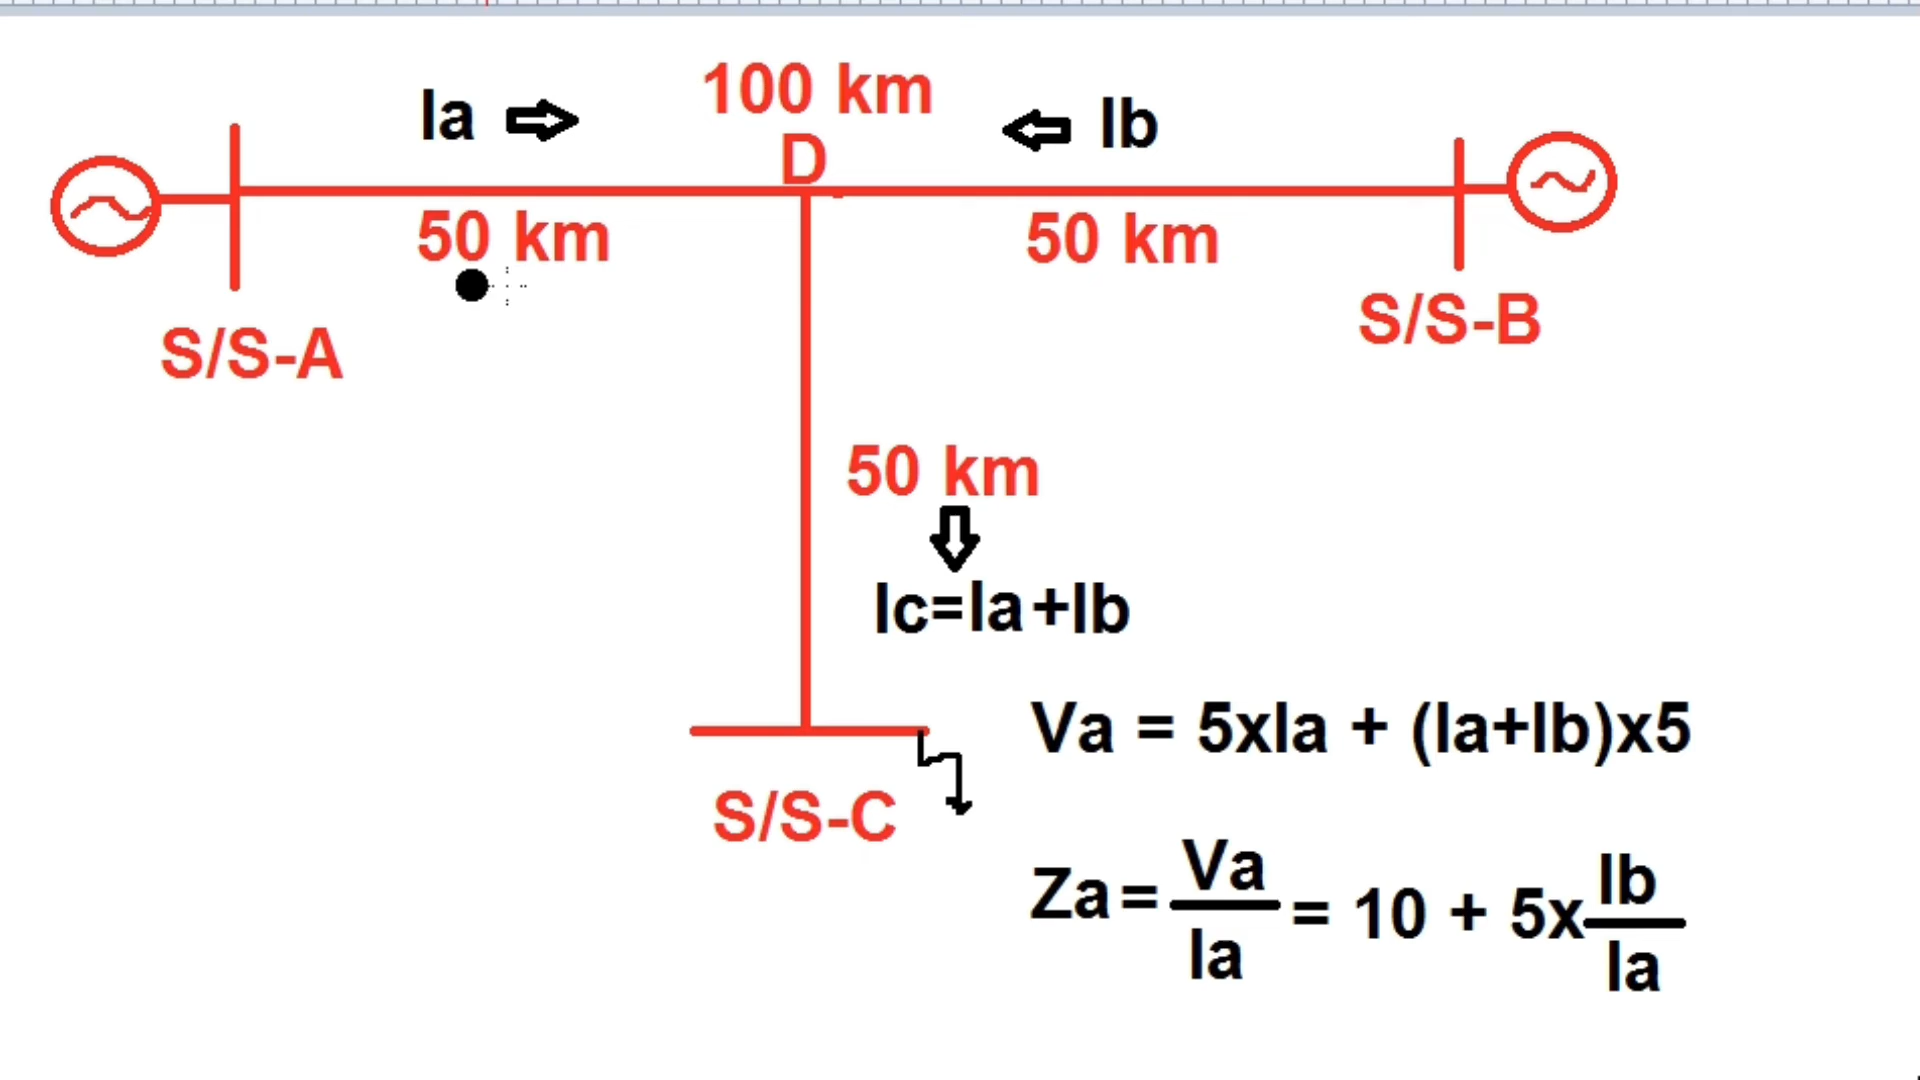 100 km
Ia
Ib
D
50 km
50 km
S/S-A
S/S-B
50 km
Ic=Ia+Ib
S/S-C
Va = 5xIa + (Ia+Ib)x5
Za = Va/Ia = 10 + 5x Ib/Ia